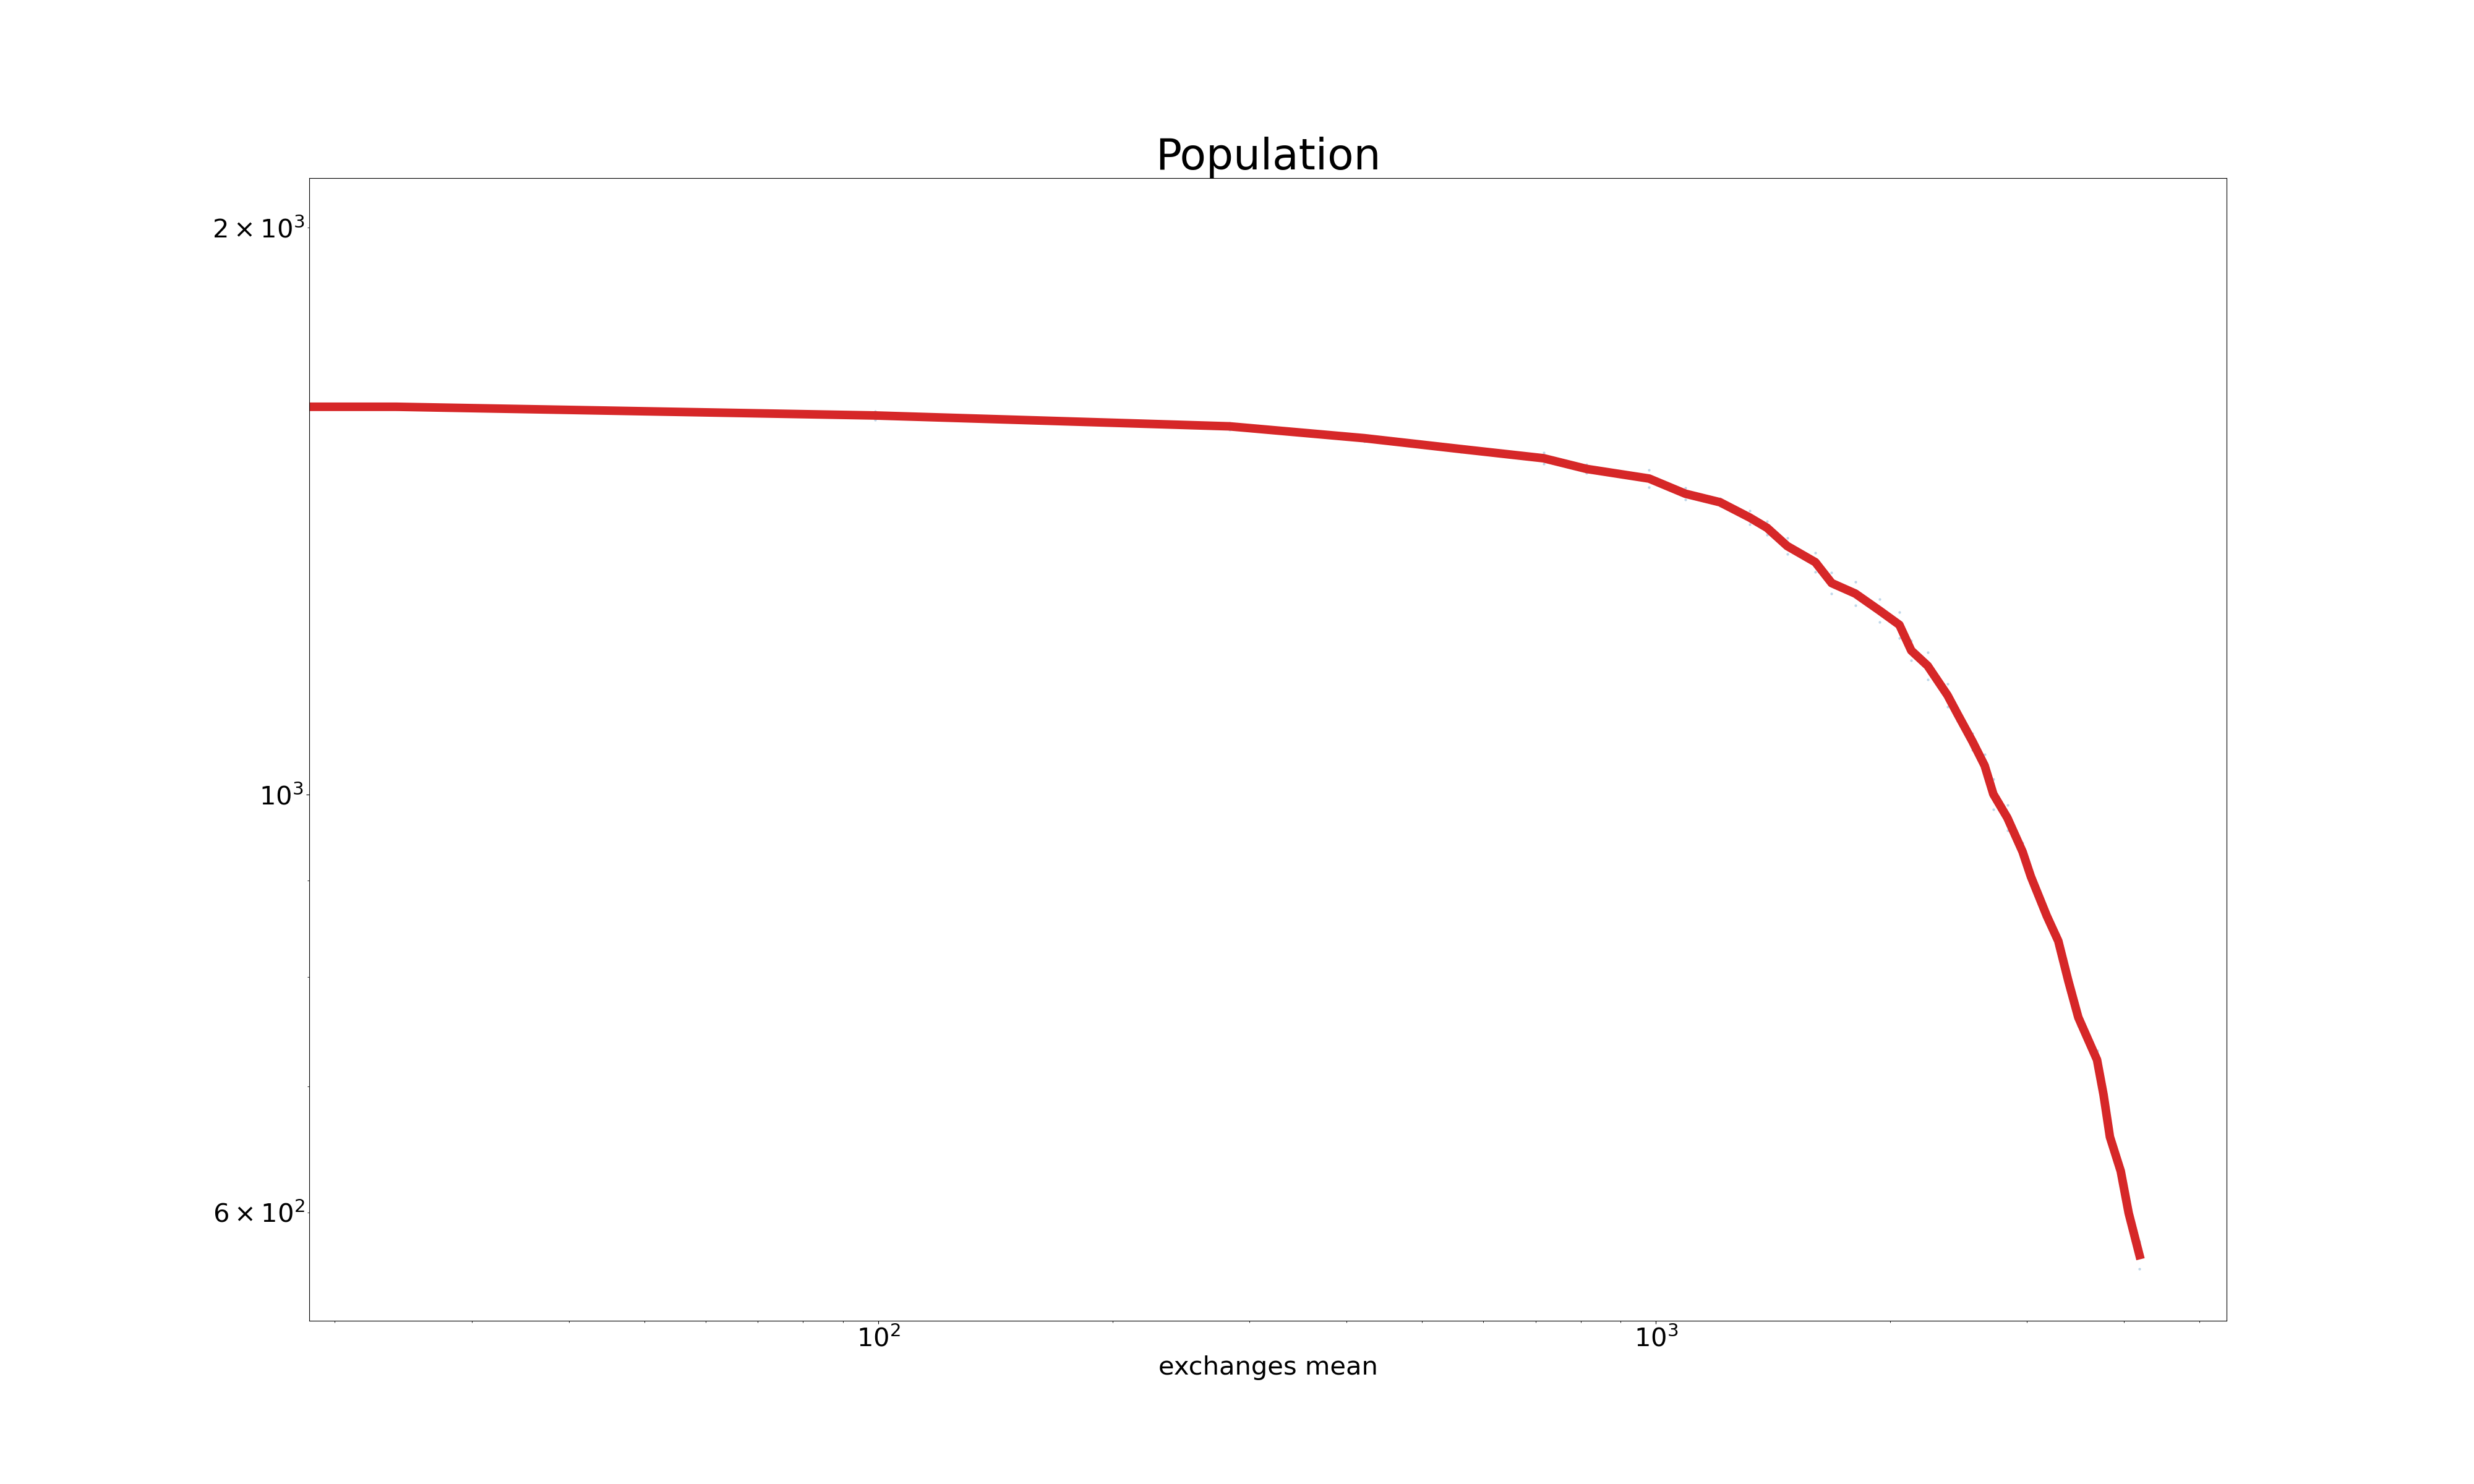 Population
2 × 10³
10³
6 × 10²
10² 10³
exchanges mean